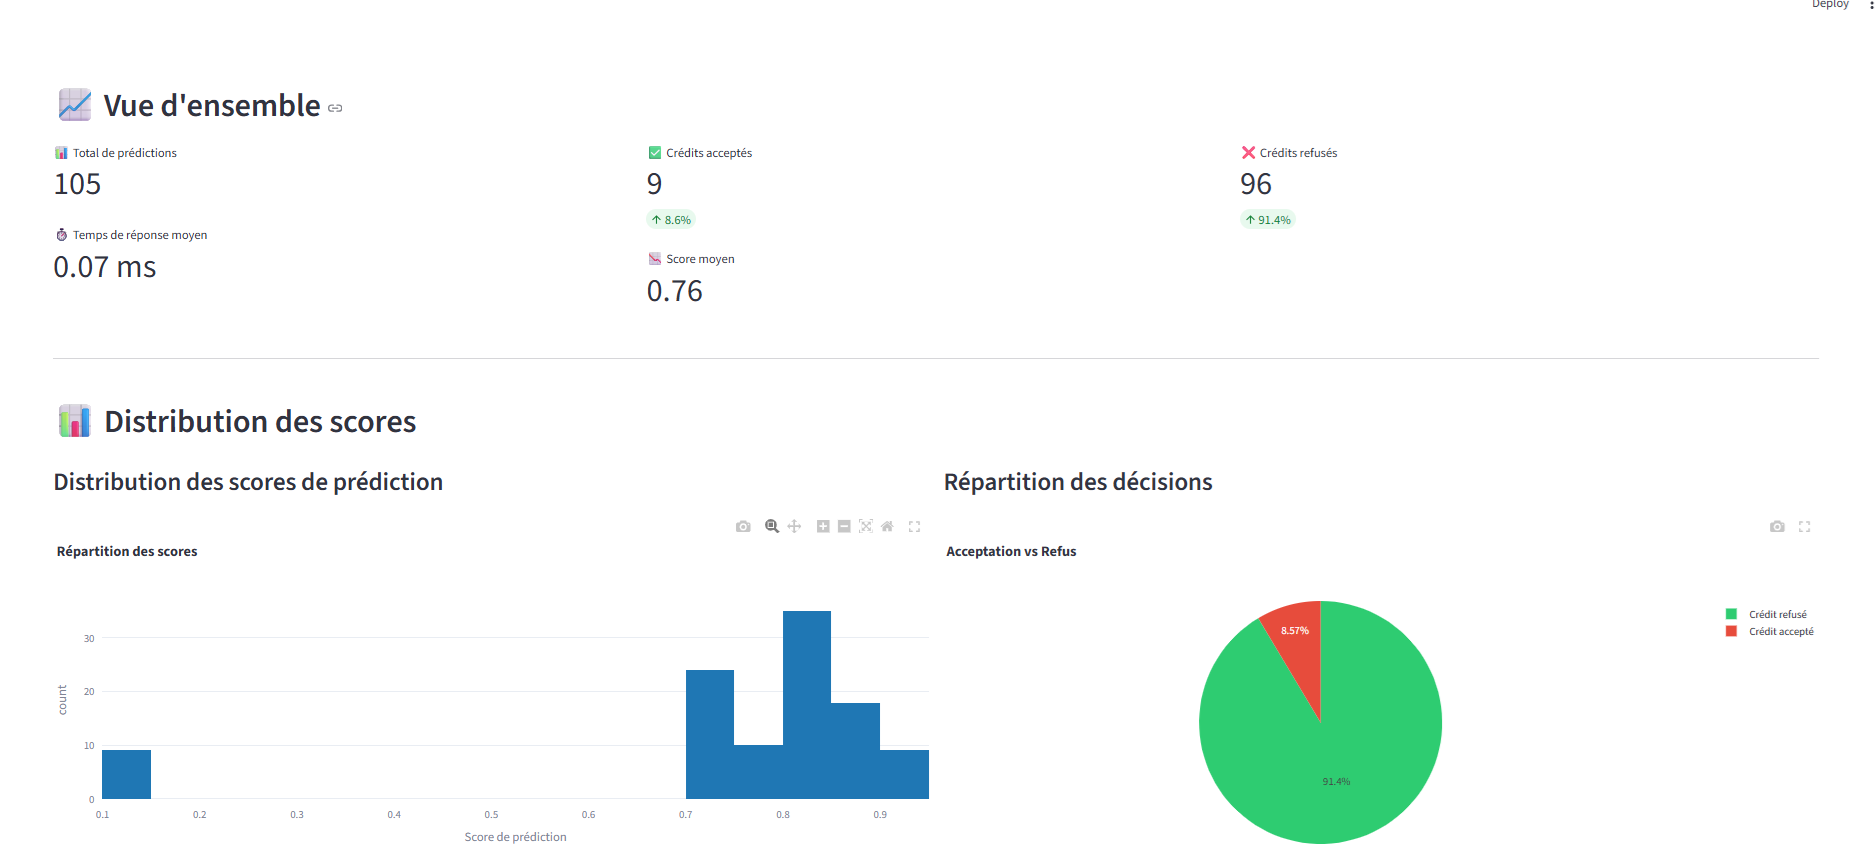 Deploy
Vue d'ensemble
Total de prédictions
105
Crédits acceptés
9
↑ 8.6%
Crédits refusés
96
↑ 91.4%
Temps de réponse moyen
0.07 ms
Score moyen
0.76
Distribution des scores
Distribution des scores de prédiction
Répartition des scores
30
20
10
0
count
0.1 0.2 0.3 0.4 0.5 0.6 0.7 0.8 0.9
Score de prédiction
Répartition des décisions
Acceptation vs Refus
8.57%
91.4%
Crédit refusé
Crédit accepté